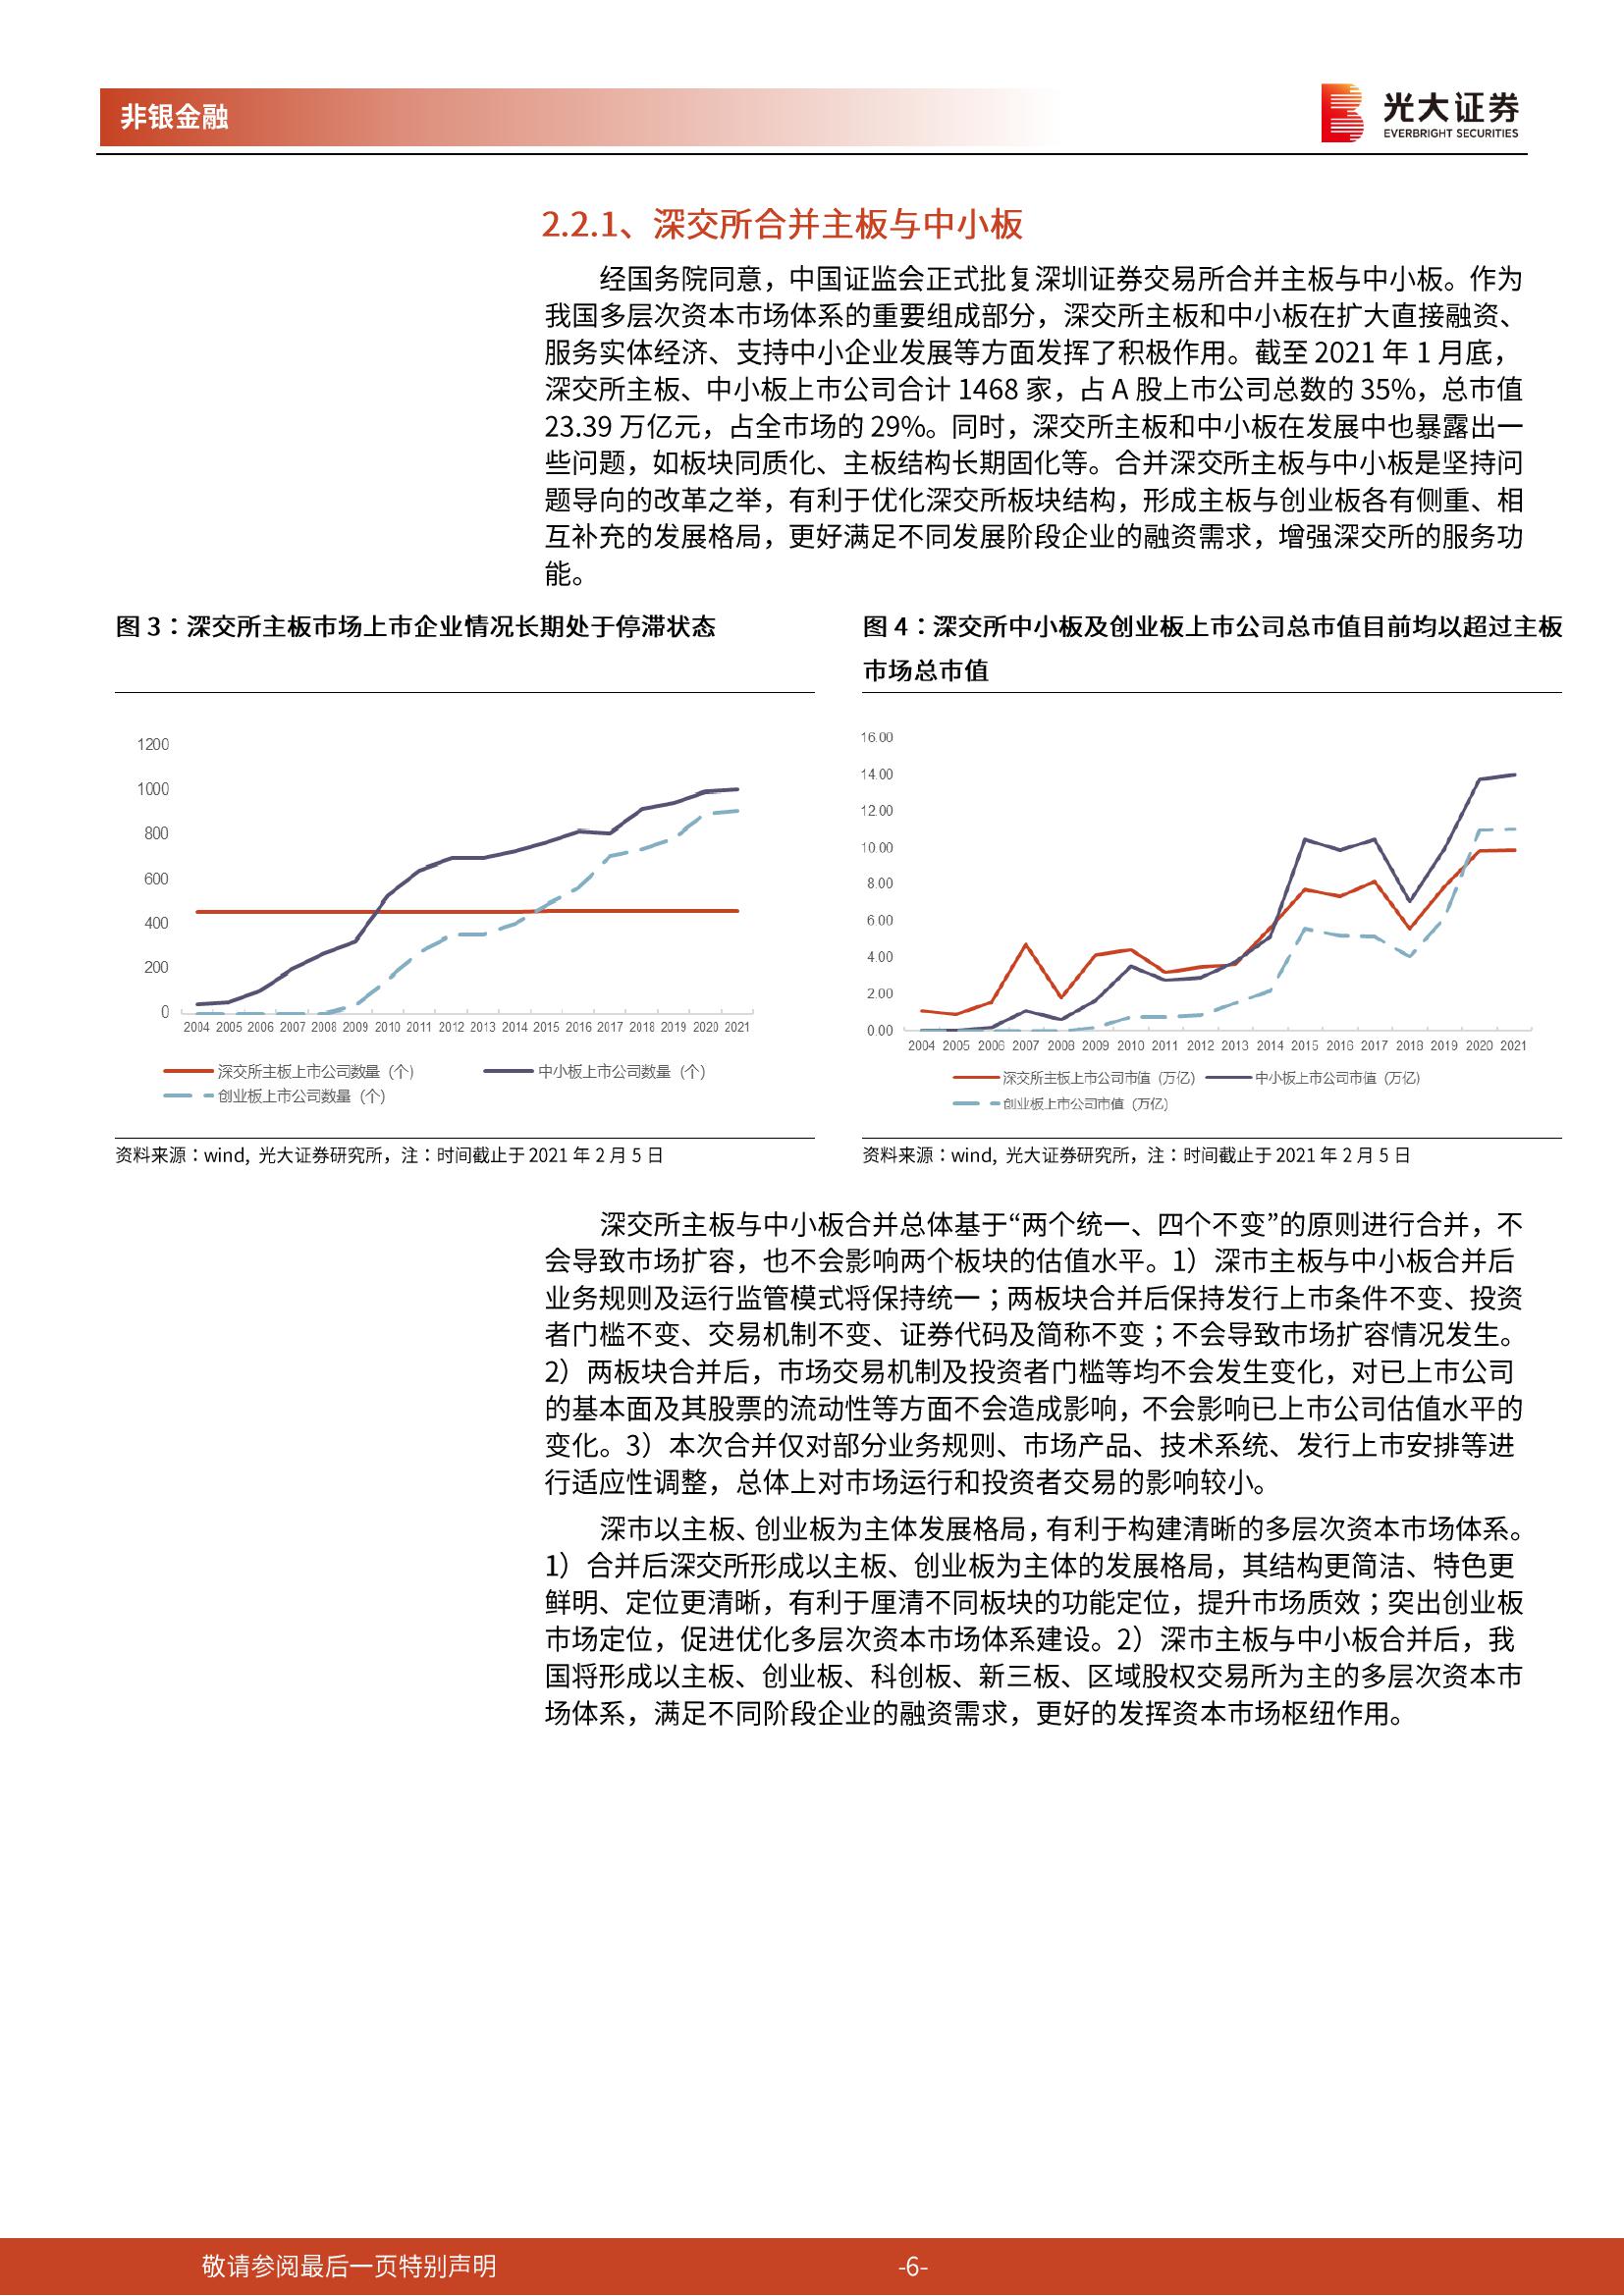 非银金融
光大证券
EVERBRIGHT SECURITIES
2.2.1、深交所合并主板与中小板
经国务院同意，中国证监会正式批复深圳证券交易所合并主板与中小板。作为
我国多层次资本市场体系的重要组成部分，深交所主板和中小板在扩大直接融资、
服务实体经济、支持中小企业发展等方面发挥了积极作用。截至 2021 年 1 月底，
深交所主板、中小板上市公司合计 1468 家，占 A 股上市公司总数的 35%，总市值
23.39 万亿元，占全市场的 29%。同时，深交所主板和中小板在发展中也暴露出一
些问题，如板块同质化、主板结构长期固化等。合并深交所主板与中小板是坚持问
题导向的改革之举，有利于优化深交所板块结构，形成主板与创业板各有侧重、相
互补充的发展格局，更好满足不同发展阶段企业的融资需求，增强深交所的服务功
能。
图 3：深交所主板市场上市企业情况长期处于停滞状态
1200
1000
800
600
400
200
0
2004 2005 2006 2007 2008 2009 2010 2011 2012 2013 2014 2015 2016 2017 2018 2019 2020 2021
深交所主板上市公司数量（个） 中小板上市公司数量（个）
创业板上市公司数量（个）
资料来源：wind, 光大证券研究所，注：时间截止于 2021 年 2 月 5 日
图 4：深交所中小板及创业板上市公司总市值目前均以超过主板
市场总市值
16.00
14.00
12.00
10.00
8.00
6.00
4.00
2.00
0.00
2004 2005 2006 2007 2008 2009 2010 2011 2012 2013 2014 2015 2016 2017 2018 2019 2020 2021
深交所主板上市公司市值（万亿） 中小板上市公司市值（万亿）
创业板上市公司市值（万亿）
资料来源：wind, 光大证券研究所，注：时间截止于 2021 年 2 月 5 日
深交所主板与中小板合并总体基于“两个统一、四个不变”的原则进行合并，不
会导致市场扩容，也不会影响两个板块的估值水平。1）深市主板与中小板合并后
业务规则及运行监管模式将保持统一；两板块合并后保持发行上市条件不变、投资
者门槛不变、交易机制不变、证券代码及简称不变；不会导致市场扩容情况发生。
2）两板块合并后，市场交易机制及投资者门槛等均不会发生变化，对已上市公司
的基本面及其股票的流动性等方面不会造成影响，不会影响已上市公司估值水平的
变化。3）本次合并仅对部分业务规则、市场产品、技术系统、发行上市安排等进
行适应性调整，总体上对市场运行和投资者交易的影响较小。
深市以主板、创业板为主体发展格局，有利于构建清晰的多层次资本市场体系。
1）合并后深交所形成以主板、创业板为主体的发展格局，其结构更简洁、特色更
鲜明、定位更清晰，有利于厘清不同板块的功能定位，提升市场质效；突出创业板
市场定位，促进优化多层次资本市场体系建设。2）深市主板与中小板合并后，我
国将形成以主板、创业板、科创板、新三板、区域股权交易所为主的多层次资本市
场体系，满足不同阶段企业的融资需求，更好的发挥资本市场枢纽作用。
敬请参阅最后一页特别声明
-6-